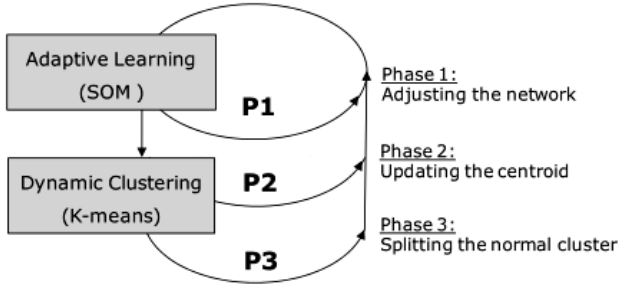 Adaptive Learning
(SOM )
P1
Phase 1:
Adjusting the network
Dynamic Clustering
(K-means)
P2
Phase 2:
Updating the centroid
P3
Phase 3:
Splitting the normal cluster